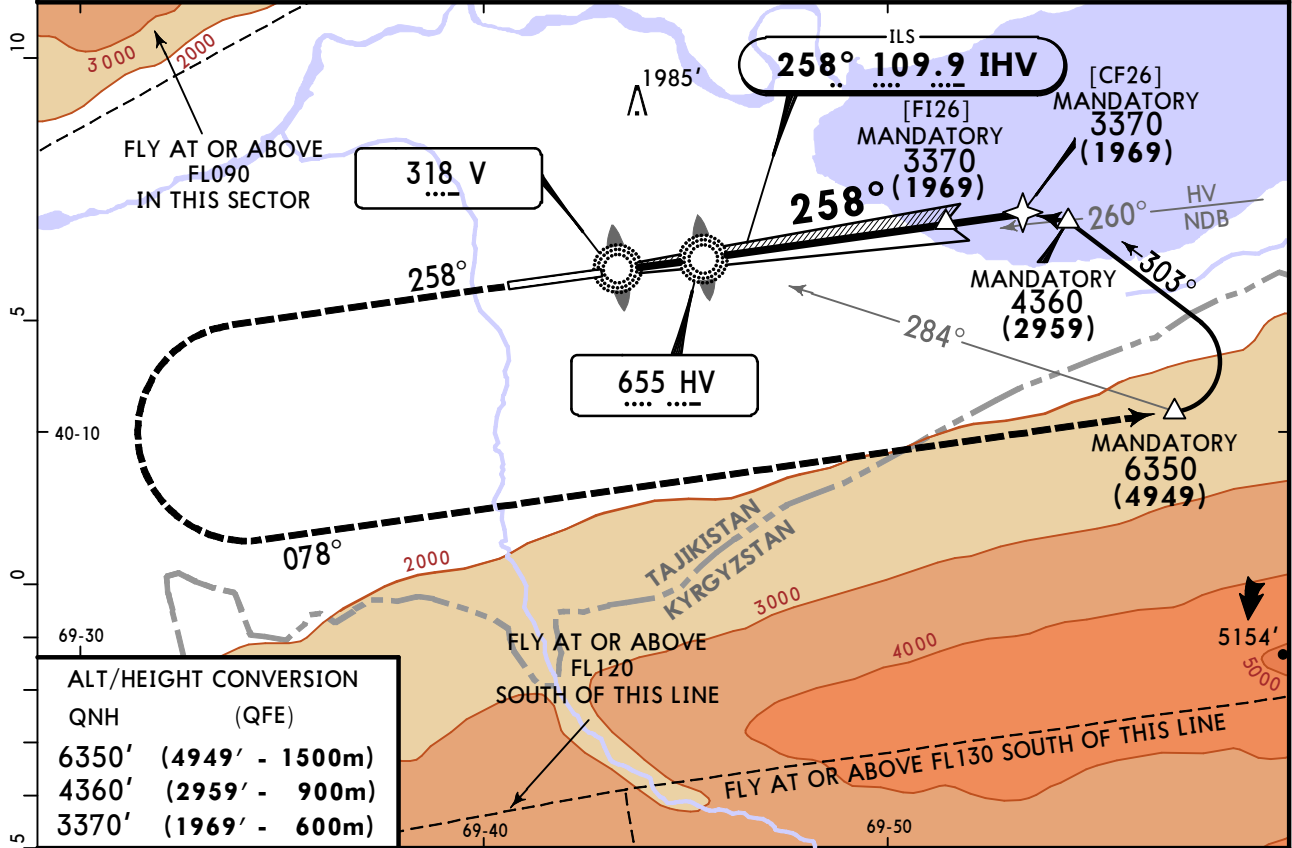 10
3000
2000
FLY AT OR ABOVE
FL090
IN THIS SECTOR
1985'
ILS
258° 109.9 IHV
[CF26]
MANDATORY
3370
(1969)
[FI26]
MANDATORY
3370
(1969)
318 V
258°
HV
NDB
260°
258°
303°
MANDATORY
4360
(2959)
5
284°
655 HV
40-10
MANDATORY
6350
(4949)
078°
2000
TAJIKISTAN
KYRGYZSTAN
0
3000
69-30
FLY AT OR ABOVE
FL120
SOUTH OF THIS LINE
4000
5154'
5000
FLY AT OR ABOVE FL130 SOUTH OF THIS LINE
ALT/HEIGHT CONVERSION
QNH (QFE)
6350' (4949' - 1500m)
4360' (2959' - 900m)
3370' (1969' - 600m)
5
69-40
69-50